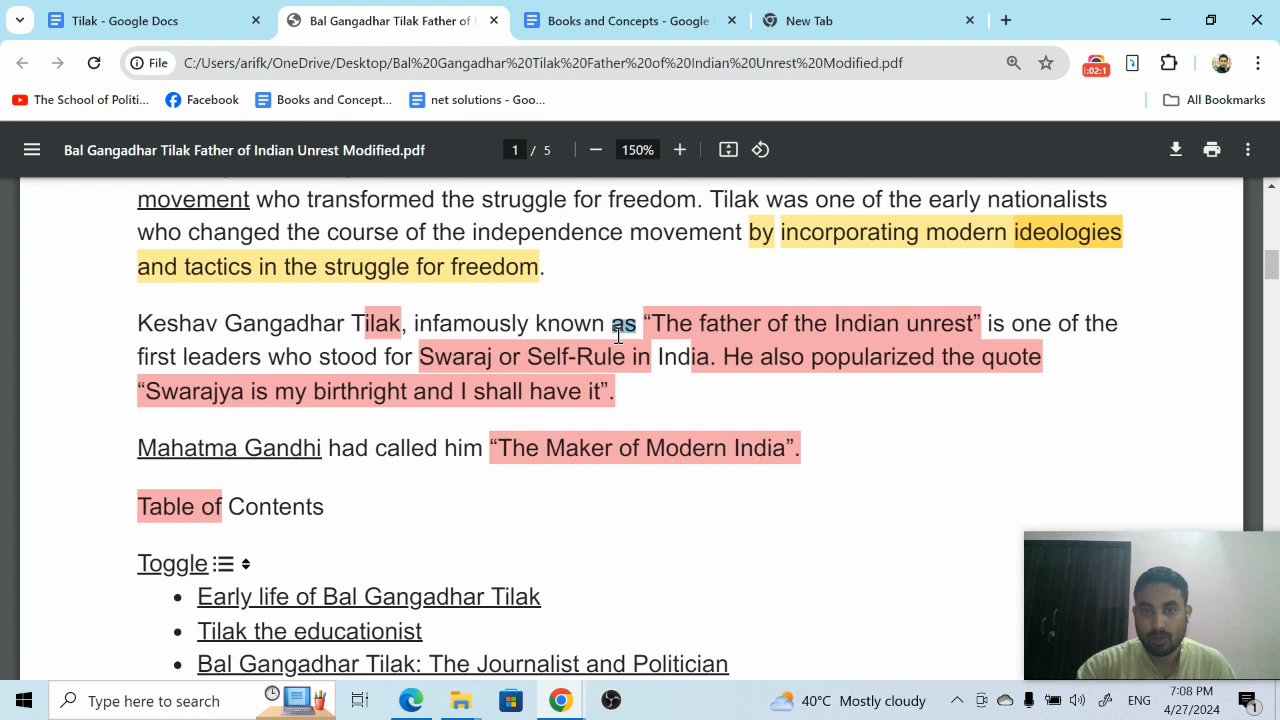 Tilak - Google Docs
Bal Gangadhar Tilak Father of
Books and Concepts - Google
New Tab
File
C:/Users/arifk/OneDrive/Desktop/Bal%20Gangadhar%20Tilak%20Father%20of%20Indian%20Unrest%20Modified.pdf
:02:1
The School of Politi...
Facebook
Books and Concept...
net solutions - Goo...
All Bookmarks
Bal Gangadhar Tilak Father of Indian Unrest Modified.pdf
1 / 5
150%
movement who transformed the struggle for freedom. Tilak was one of the early nationalists
who changed the course of the independence movement by incorporating modern ideologies
and tactics in the struggle for freedom.
Keshav Gangadhar Tilak, infamously known as “The father of the Indian unrest” is one of the
first leaders who stood for Swaraj or Self-Rule in India. He also popularized the quote
“Swarajya is my birthright and I shall have it”.
Mahatma Gandhi had called him “The Maker of Modern India”.
Table of Contents
Toggle
• Early life of Bal Gangadhar Tilak
• Tilak the educationist
• Bal Gangadhar Tilak: The Journalist and Politician
Type here to search
40°C Mostly cloudy
ENG
7:08 PM
4/27/2024
1